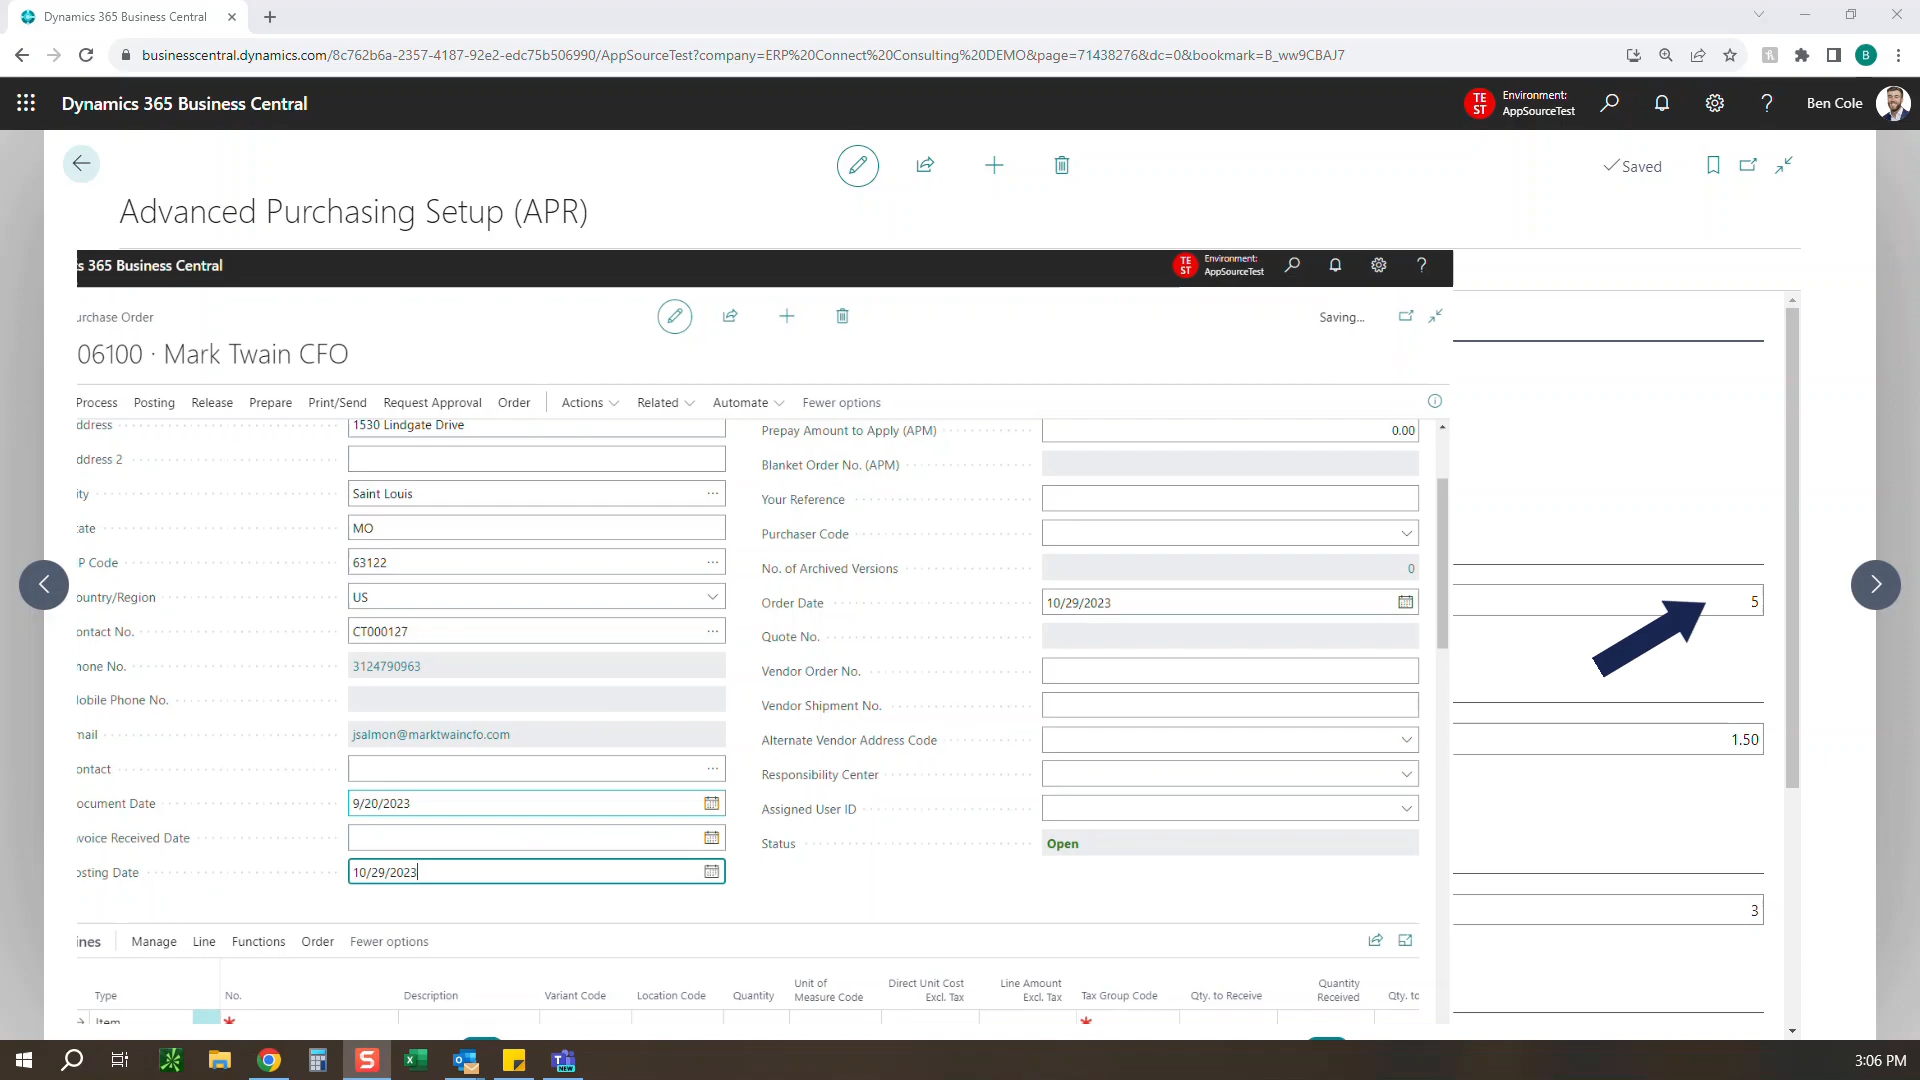 Dynamics 365 Business Central
businesscentral.dynamics.com/8c762b6a-2357-4187-92e2-edc75b506990/AppSourceTest?company=ERP%20Connect%20Consulting%20DEMO&page=71438276&dc=0&bookmark=B_ww9CBAJ7
B
Dynamics 365 Business Central
TE
ST
Environment:
AppSourceTest
Ben Cole
Saved
Advanced Purchasing Setup (APR)
s 365 Business Central
TE
ST
Environment:
AppSourceTest
urchase Order
Saving...
06100 · Mark Twain CFO
Process Posting Release Prepare Print/Send Request Approval Order Actions Related Automate Fewer options
ddress 1530 Lindgate Drive
Prepay Amount to Apply (APM) 0.00
ddress 2
Blanket Order No. (APM)
ity Saint Louis
Your Reference
tate MO
Purchaser Code
P Code 63122
No. of Archived Versions 0
ountry/Region US
Order Date 10/29/2023
5
ontact No. CT000127
Quote No.
hone No. 3124790963
Vendor Order No.
lobile Phone No.
Vendor Shipment No.
mail jsalmon@marktwaincfo.com
Alternate Vendor Address Code
1.50
ontact
Responsibility Center
ocument Date 9/20/2023
Assigned User ID
nvoice Received Date
Status Open
osting Date 10/29/2023
3
ines Manage Line Functions Order Fewer options
Type No. Description Variant Code Location Code Quantity Unit of Measure Code Direct Unit Cost Excl. Tax Line Amount Excl. Tax Tax Group Code Qty. to Receive Quantity Received Qty. to
Item * *
S
NEW
3:06 PM